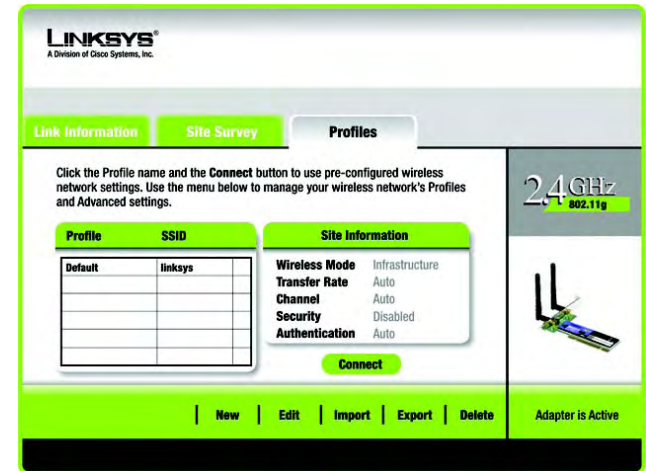 LINKSYS®
A Division of Cisco Systems, Inc.
Link Information
Site Survey
Profiles
Click the Profile name and the Connect button to use pre-configured wireless
network settings. Use the menu below to manage your wireless network's Profiles
and Advanced settings.
2.4GHz
802.11g
Profile SSID
Default linksys
Site Information
Wireless Mode Infrastructure
Transfer Rate Auto
Channel Auto
Security Disabled
Authentication Auto
Connect
New | Edit | Import | Export | Delete
Adapter is Active